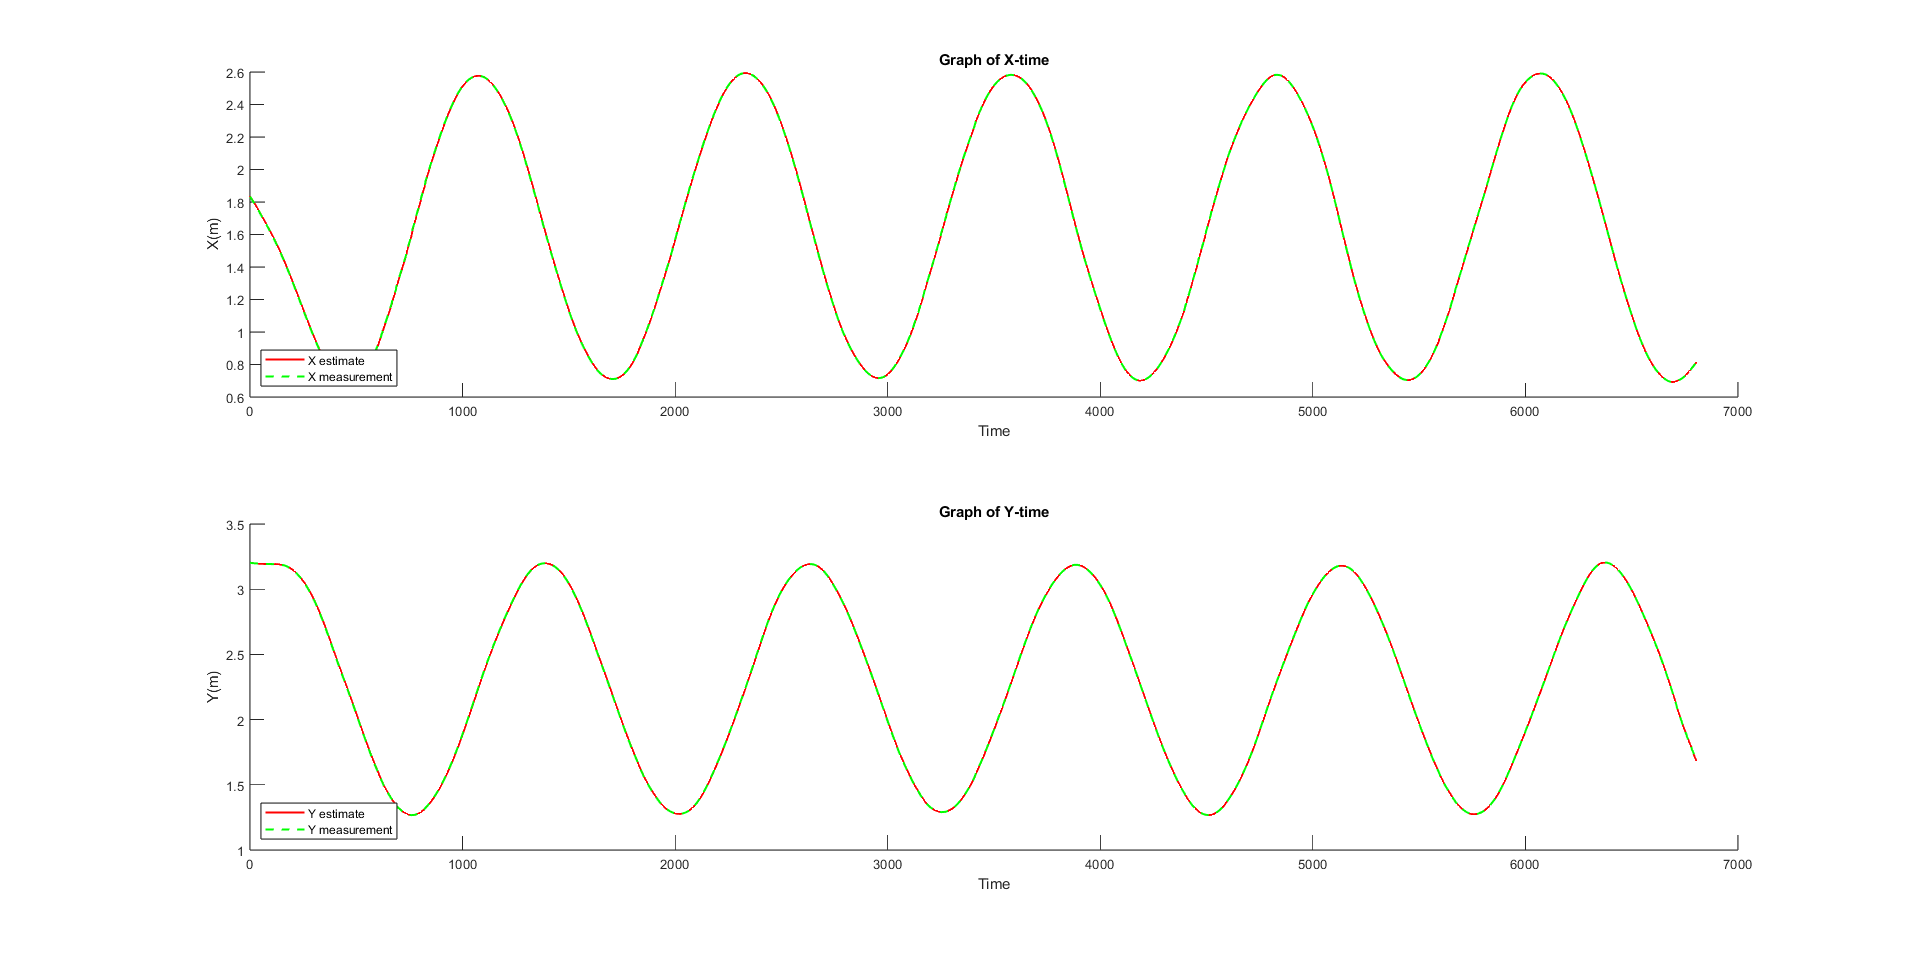 Graph of X-time
2.6
2.4
2.2
2
1.8
1.6
1.4
1.2
1
0.8
0.6
X(m)
X estimate
X measurement
0 1000 2000 3000 4000 5000 6000 7000
Time
Graph of Y-time
3.5
3
2.5
2
1.5
1
Y(m)
Y estimate
Y measurement
0 1000 2000 3000 4000 5000 6000 7000
Time